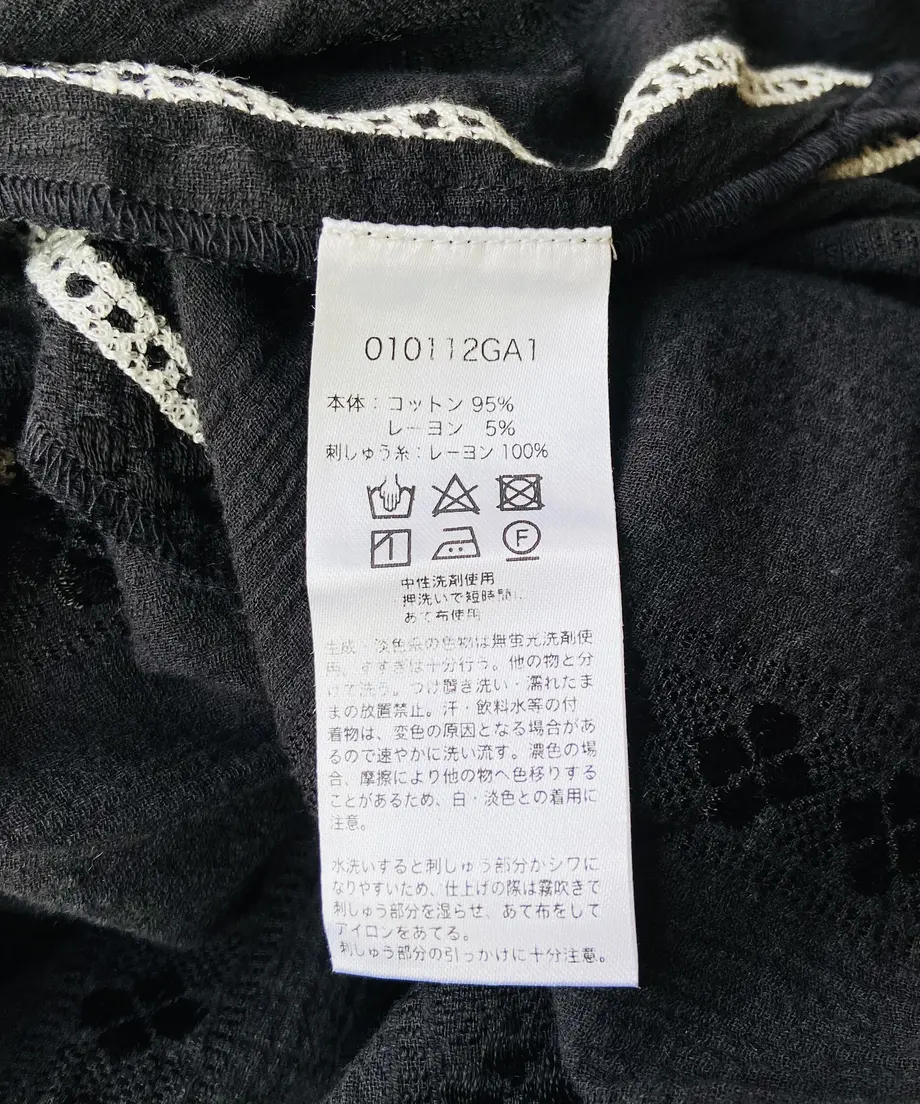 010112GA1
本体：コットン 95%
レーヨン 5%
刺しゅう糸：レーヨン 100%
F
中性洗剤使用
押洗いで短時間に
あて布使用
生成・淡色系の色物は無蛍光洗剤使
用、すすぎは十分行う。他の物と分
けて洗う。つけ置き洗い・濡れたま
まの放置禁止。汗・飲料水等の付
着物は、変色の原因となる場合があ
るので速やかに洗い流す。濃色の場
合、摩擦により他の物へ色移りする
ことがあるため、白・淡色との着用に
注意。
水洗いすると刺しゅう部分がシワに
なりやすいため、仕上げの際は霧吹きで
刺しゅう部分を湿らせ、あて布をして
アイロンをあてる。
刺しゅう部分の引っかけに十分注意。